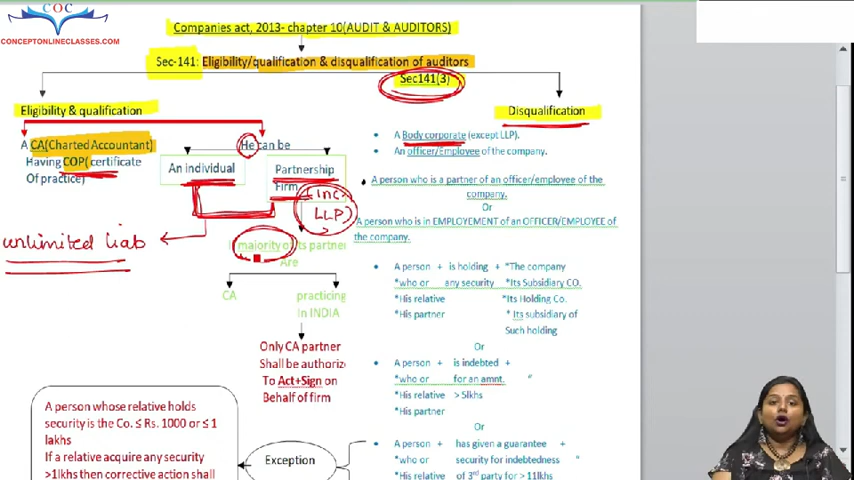 COC
CONCEPTONLINECLASSES.COM
Companies act, 2013- chapter 10(AUDIT & AUDITORS)
Sec-141: Eligibility/qualification & disqualification of auditors
Sec141(3)
Eligibility & qualification
A CA(Charted Accountant)
Having COP( certificate
Of practice)
He can be
An individual
Partnership
Firm
(inc
LLP)
unlimited liab
If majority of its partner
Are
CA
practicing
In INDIA
Only CA partner
Shall be authorize
To Act+Sign on
Behalf of firm
A person whose relative holds
security is the Co. ≤ Rs. 1000 or ≤ 1
lakhs
If a relative acquire any security
>1lkhs then corrective action shall
Exception
Disqualification
• A Body corporate (except LLP).
• An officer/Employee of the company.
• A person who is a partner of an officer/employee of the
company.
Or
A person who is in EMPLOYEMENT of an OFFICER/EMPLOYEE of
the company.
• A person + is holding + *The company
*who or any security *Its Subsidiary CO.
*His relative *Its Holding Co.
*His partner * Its subsidiary of
Such holding
Or
• A person + is indebted +
*who or for an amnt. "
*His relative > 5lkhs
*His partner
Or
• A person + has given a guarantee +
*who or security for indebtedness "
*His relative of 3rd party for > 11lkhs